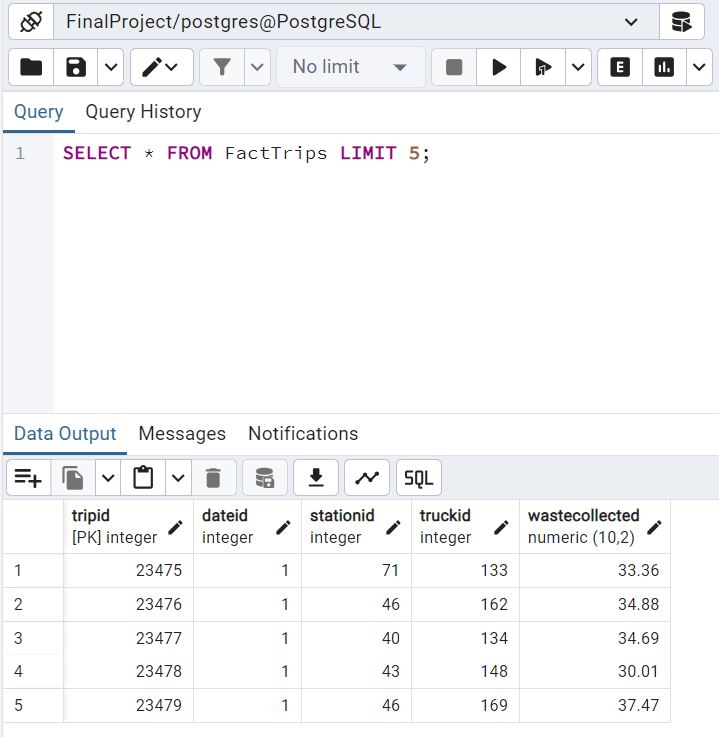 FinalProject/postgres@PostgreSQL
No limit
E
Query Query History
1 SELECT * FROM FactTrips LIMIT 5;
Data Output Messages Notifications
SQL
tripid dateid stationid truckid wastecollected
[PK] integer integer integer integer numeric (10,2)
1 23475 1 71 133 33.36
2 23476 1 46 162 34.88
3 23477 1 40 134 34.69
4 23478 1 43 148 30.01
5 23479 1 46 169 37.47